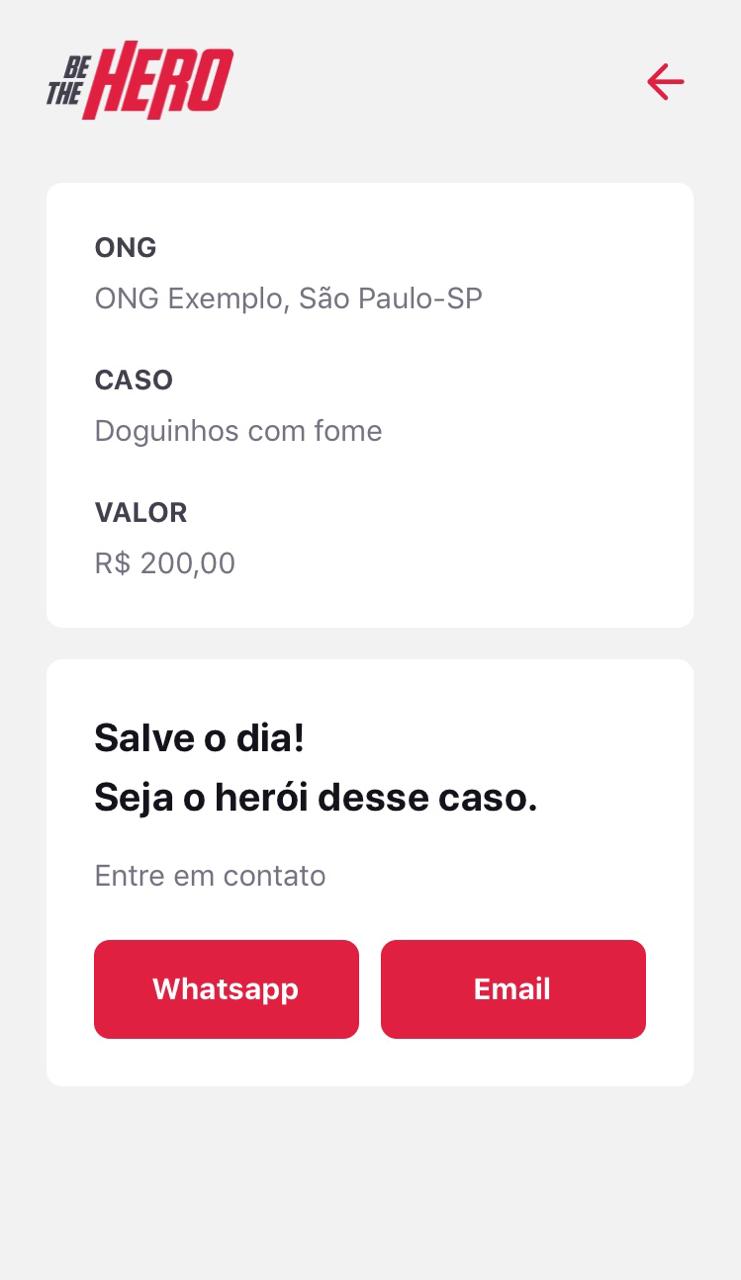 BE
THE HERO
ONG
ONG Exemplo, São Paulo-SP
CASO
Doguinhos com fome
VALOR
R$ 200,00
Salve o dia!
Seja o herói desse caso.
Entre em contato
Whatsapp Email